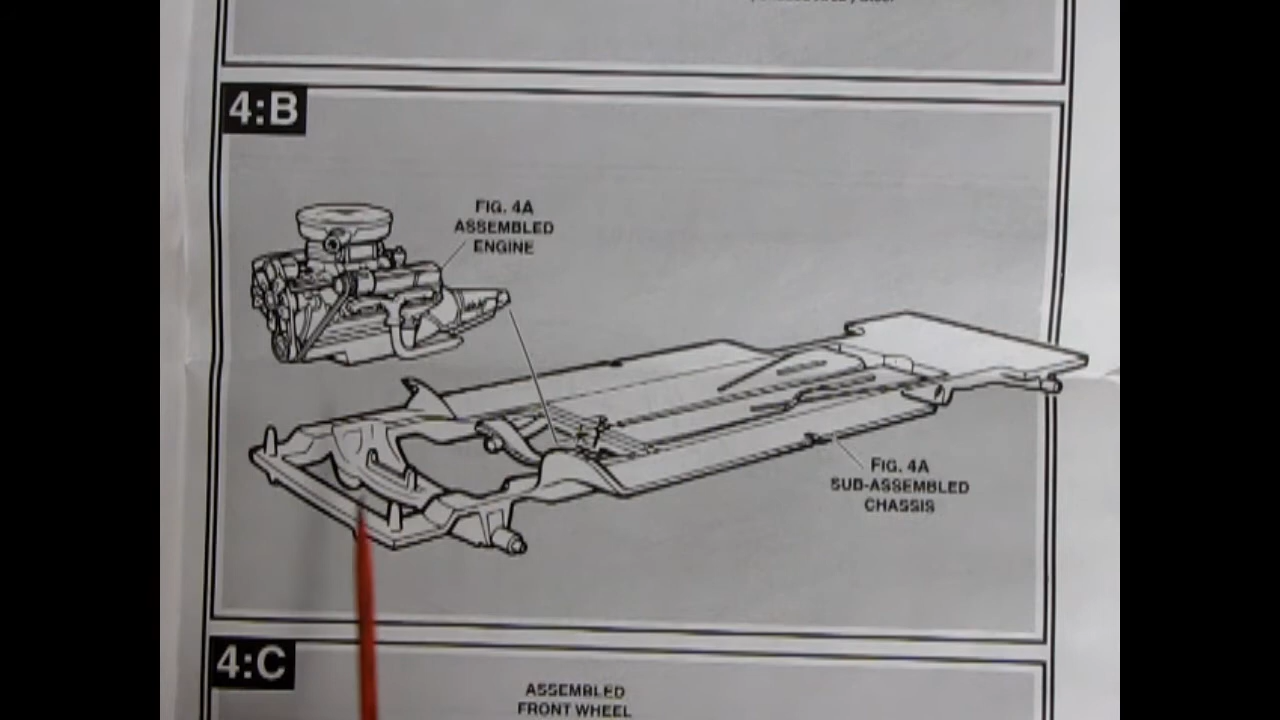 4:B
FIG. 4A
ASSEMBLED
ENGINE
FIG. 4A
SUB-ASSEMBLED
CHASSIS
4:C
ASSEMBLED
FRONT WHEEL